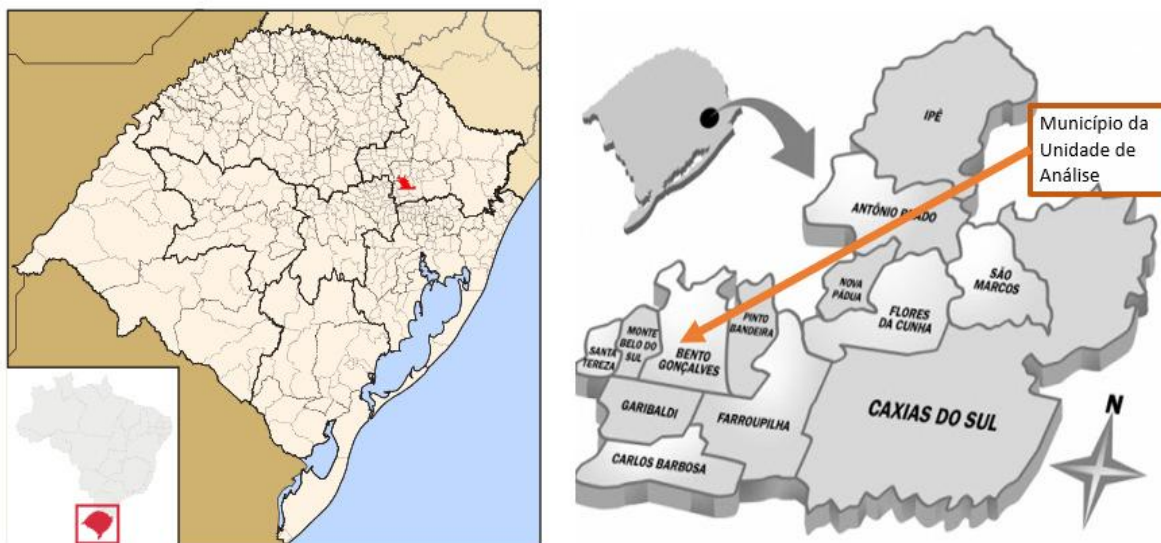 IPÊ
Município da
Unidade de
Análise
ANTÔNIO PRADO
SÃO
MARCOS
NOVA
PÁDUA
FLORES
DA CUNHA
PINTO
BANDEIRA
MONTE
BELO DO
SUL
SANTA
TEREZA
BENTO
GONÇALVES
GARIBALDI
FARROUPILHA
CAXIAS DO SUL
N
CARLOS BARBOSA